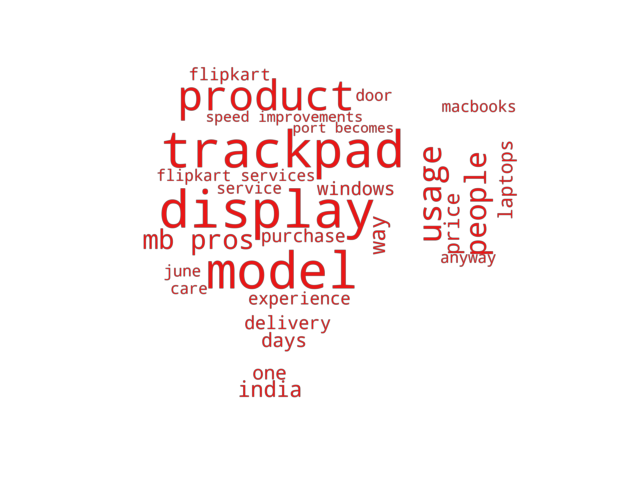 flipkart
product
door
macbooks
speed improvements
port becomes
trackpad
laptops
flipkart services
service
windows
display
usage
people
price
way
mb pros
purchase
anyway
june
model
care
experience
delivery
days
one
india